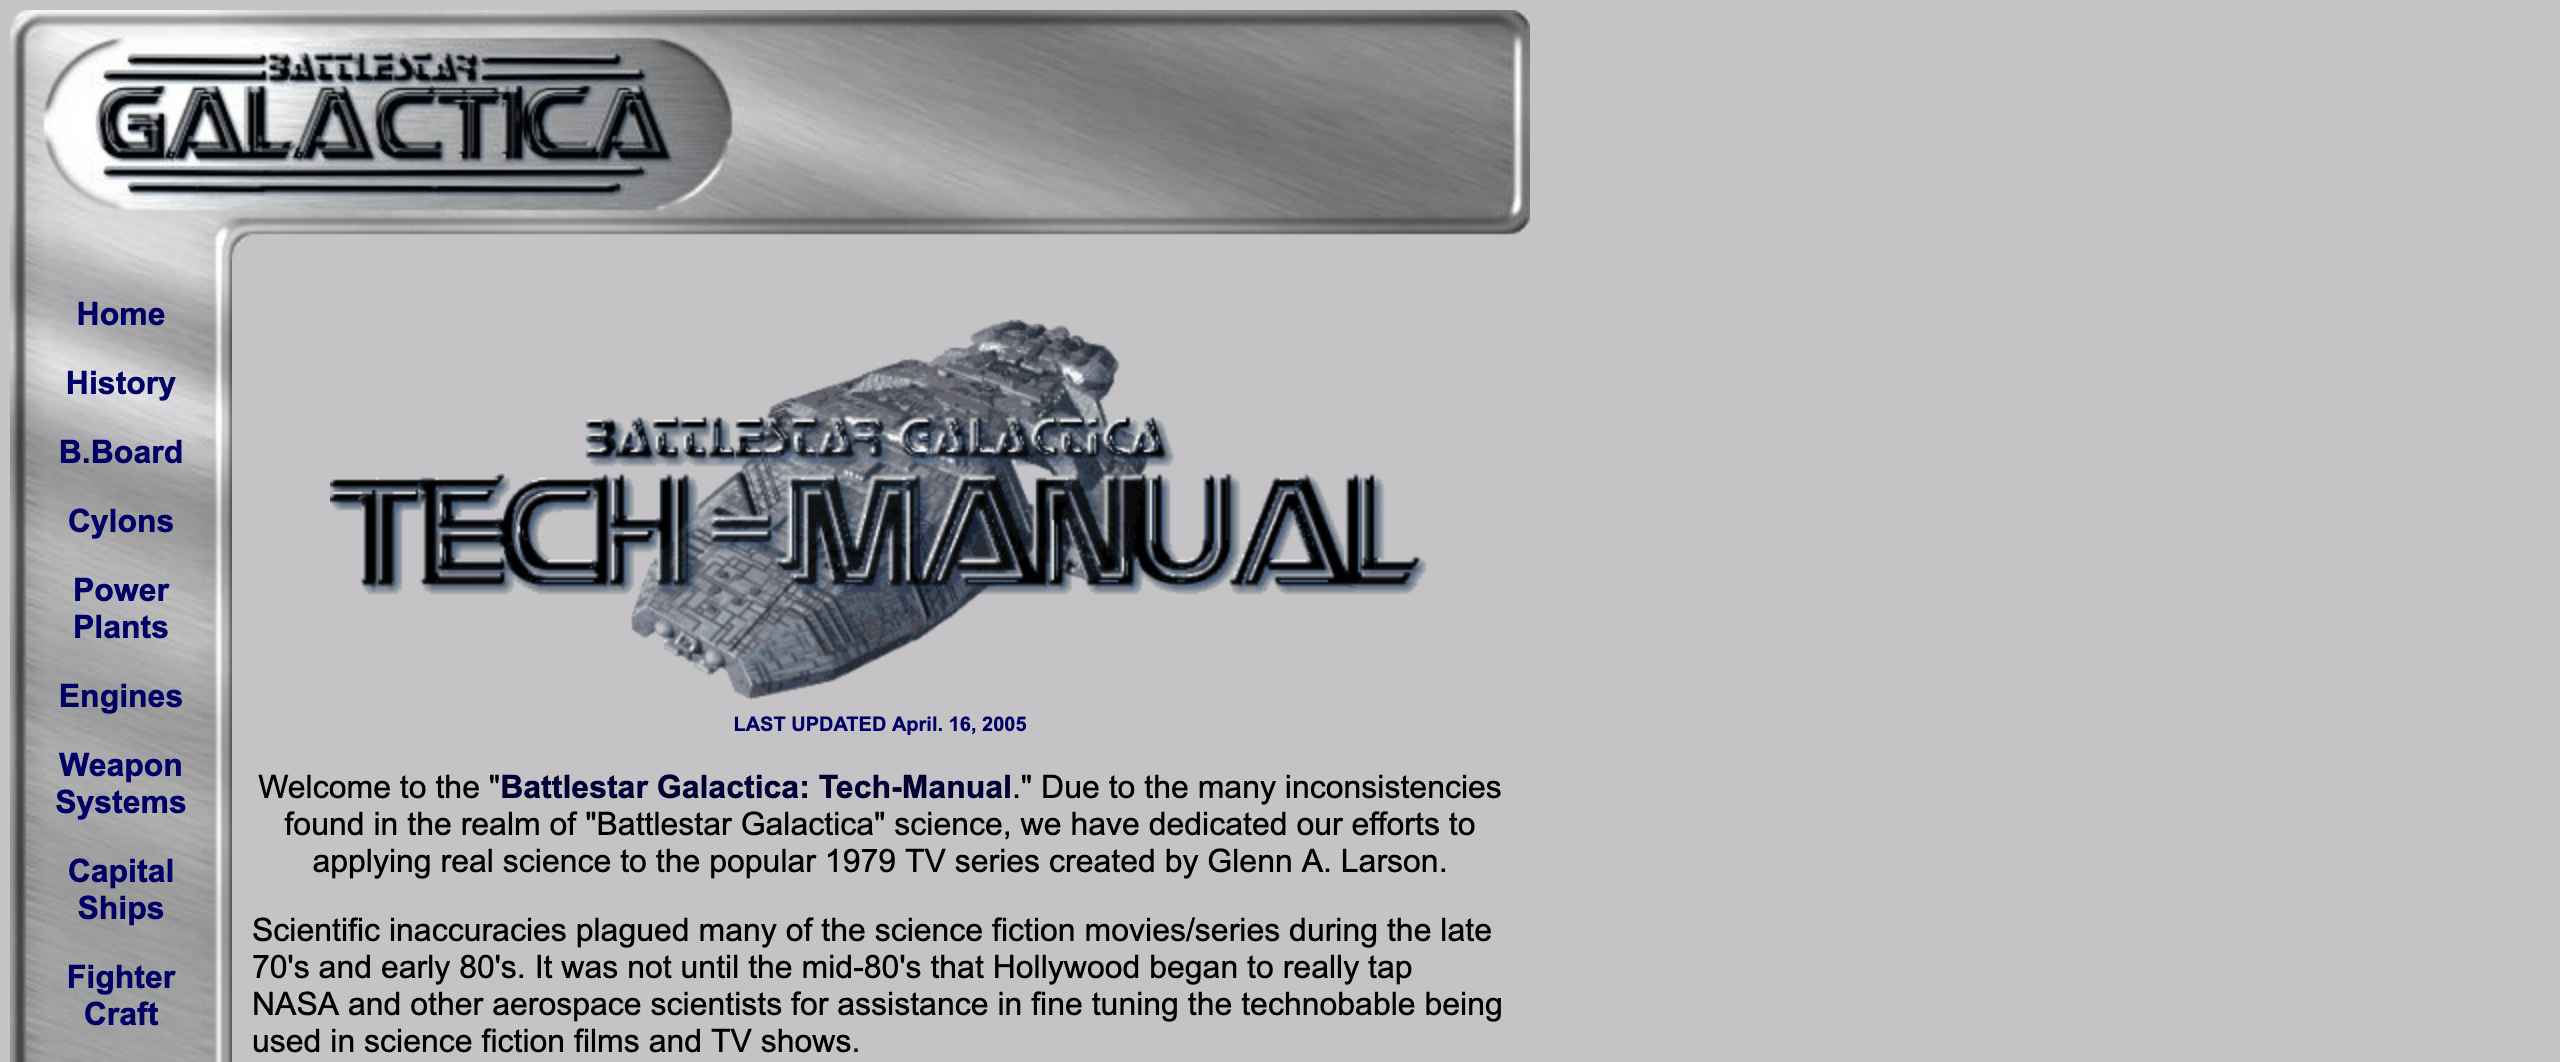 BATTLESTAR
GALACTICA
Home
History
B.Board
Cylons
Power
Plants
Engines
Weapon
Systems
Capital
Ships
Fighter
Craft
BATTLESTAR GALACTICA
TECH-MANUAL
LAST UPDATED April. 16, 2005
Welcome to the "Battlestar Galactica: Tech-Manual." Due to the many inconsistencies
found in the realm of "Battlestar Galactica" science, we have dedicated our efforts to
applying real science to the popular 1979 TV series created by Glenn A. Larson.
Scientific inaccuracies plagued many of the science fiction movies/series during the late
70's and early 80's. It was not until the mid-80's that Hollywood began to really tap
NASA and other aerospace scientists for assistance in fine tuning the technobable being
used in science fiction films and TV shows.